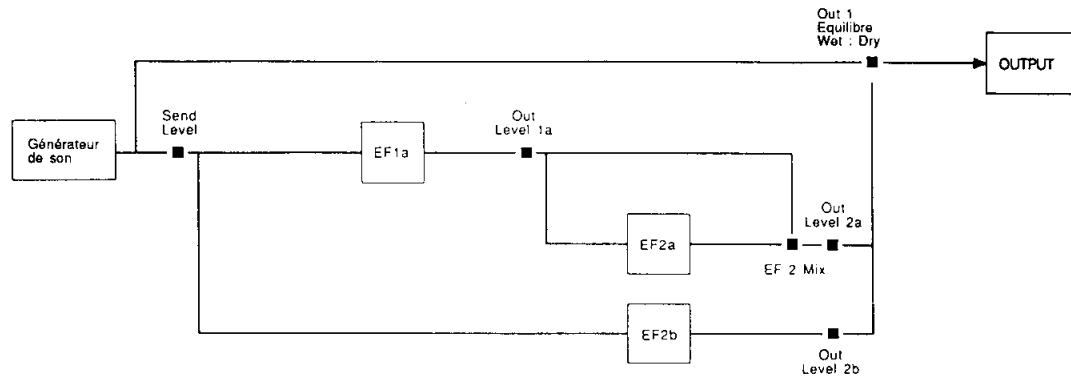 Out 1
Equilibre
Wet : Dry
OUTPUT
Send
Level
Out
Level 1a
Générateur
de son
EF1a
Out
Level 2a
EF2a
EF 2 Mix
EF2b
Out
Level 2b